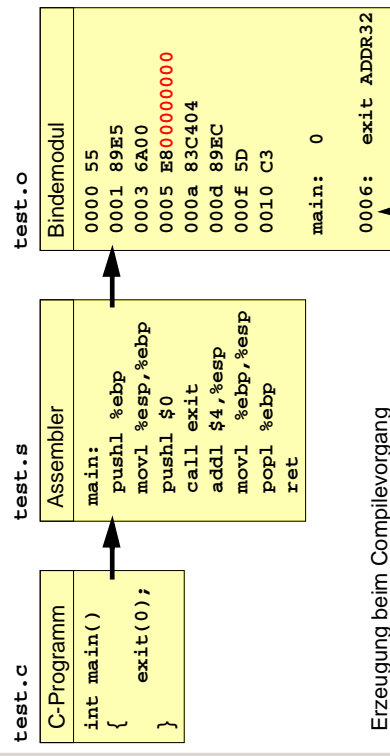 test.c
C-Programm
int main()
{
exit(0);
}
test.s
Assembler
main:
pushl %ebp
movl %esp,%ebp
pushl $0
call exit
addl $4,%esp
movl %ebp,%esp
popl %ebp
ret
test.o
Bindemodul
0000 55
0001 89E5
0003 6A00
0005 E800000000
000a 83C404
000d 89EC
000f 5D
0010 C3
main: 0
0006: exit ADDR32
Erzeugung beim Compilevorgang